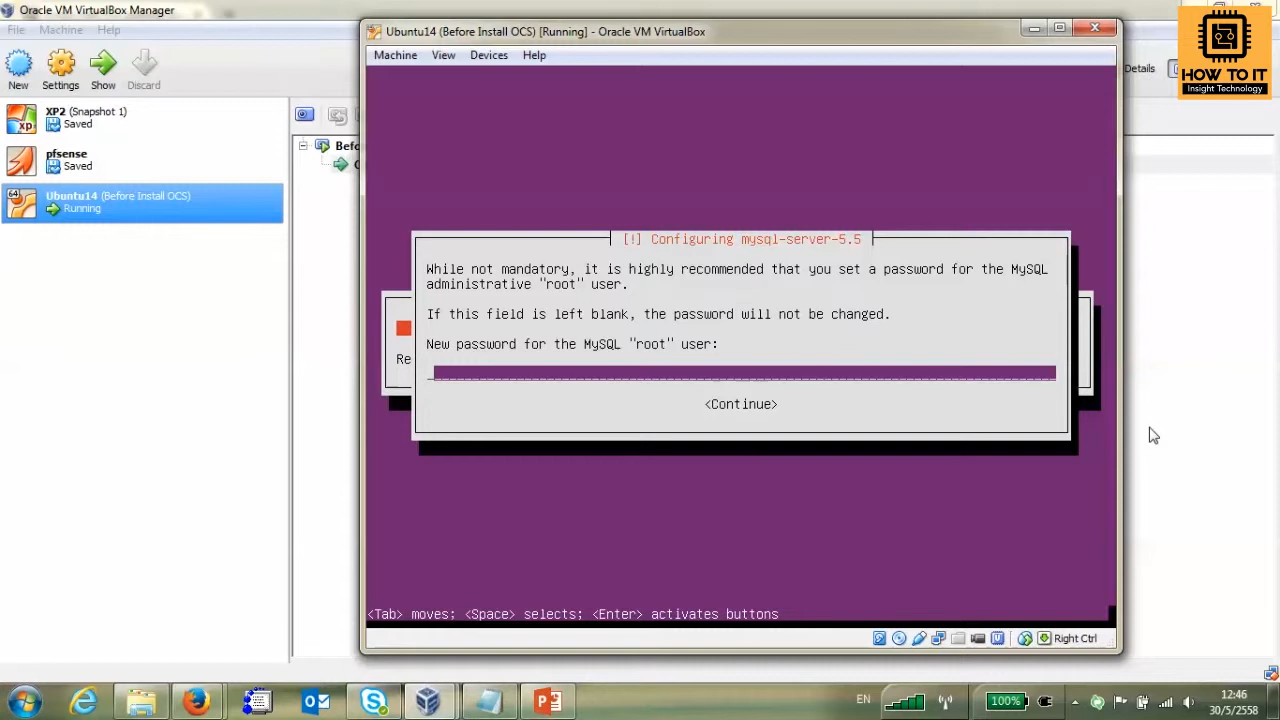 Oracle VM VirtualBox Manager
File Machine Help
New Settings Show Discard
XP2 (Snapshot 1)
Saved
pfsense
Saved
64
Ubuntu14 (Before Install OCS)
Running
Details
HOW TO IT
Insight Technology
Ubuntu14 (Before Install OCS) [Running] - Oracle VM VirtualBox
Machine View Devices Help
[!] Configuring mysql-server-5.5
While not mandatory, it is highly recommended that you set a password for the MySQL
administrative "root" user.
If this field is left blank, the password will not be changed.
New password for the MySQL "root" user:
<Continue>
Re
<Tab> moves; <Space> selects; <Enter> activates buttons
Right Ctrl
EN
100%
12:46
30/5/2558